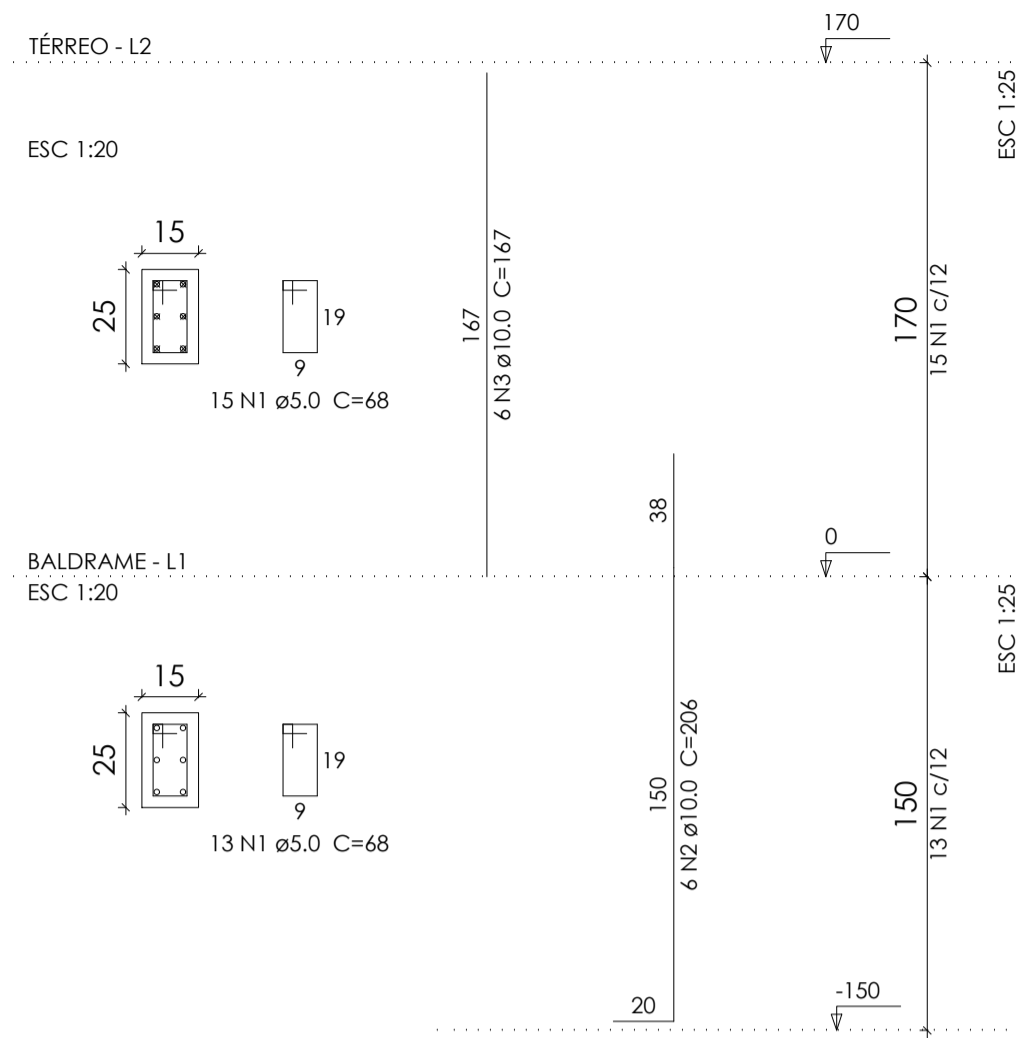 170
TÉRREO - L2
ESC 1:25
ESC 1:20
15
25
19
9
15 N1 ø5.0 C=68
167
6 N3 ø10.0 C=167
170
15 N1 c/12
38
0
BALDRAME - L1
ESC 1:20
ESC 1:25
15
25
19
9
13 N1 ø5.0 C=68
150
6 N2 ø10.0 C=206
150
13 N1 c/12
20
-150